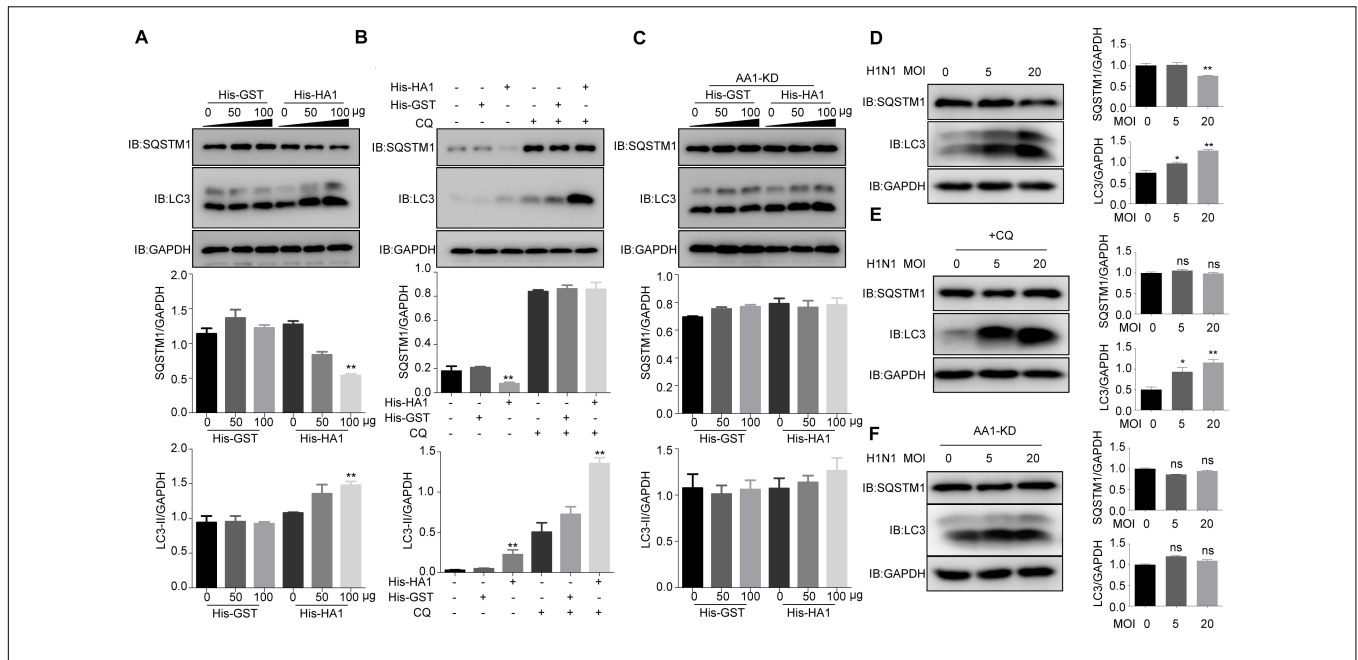 A
His-GST His-HA1
0 50 100 0 50 100 µg
IB:SQSTM1
IB:LC3
IB:GAPDH
SQSTM1/GAPDH
2.0
1.5
1.0
0.5
0.0
**
0 50 100 0 50 100 µg
His-GST His-HA1
LC3-II/GAPDH
2.0
1.5
1.0
0.5
0.0
**
0 50 100 0 50 100 µg
His-GST His-HA1
B
His-HA1 - - + - - +
His-GST - + - - + -
CQ - - - + + +
IB:SQSTM1
IB:LC3
IB:GAPDH
SQSTM1/GAPDH
1.0
0.8
0.6
0.4
0.2
0.0
**
His-HA1 - - + - - +
His-GST - + - - + -
CQ - - - + + +
LC3-II/GAPDH
1.5
1.0
0.5
0.0
** **
His-HA1 - - + - - +
His-GST - + - - + -
CQ - - - + + +
C
AA1-KD
His-GST His-HA1
0 50 100 0 50 100 µg
IB:SQSTM1
IB:LC3
IB:GAPDH
SQSTM1/GAPDH
1.0
0.8
0.6
0.4
0.2
0.0
0 50 100 0 50 100 µg
His-GST His-HA1
LC3-II/GAPDH
1.5
1.0
0.5
0.0
0 50 100 0 50 100 µg
His-GST His-HA1
D
H1N1 MOI 0 5 20
IB:SQSTM1
IB:LC3
IB:GAPDH
SQSTM1/GAPDH
1.5
1.0
0.5
0.0
**
MOI 0 5 20
LC3/GAPDH
1.5
1.0
0.5
0.0
* **
MOI 0 5 20
E
+CQ
H1N1 MOI 0 5 20
IB:SQSTM1
IB:LC3
IB:GAPDH
SQSTM1/GAPDH
1.5
1.0
0.5
0.0
ns ns
MOI 0 5 20
LC3/GAPDH
1.5
1.0
0.5
0.0
* **
MOI 0 5 20
F
AA1-KD
H1N1 MOI 0 5 20
IB:SQSTM1
IB:LC3
IB:GAPDH
SQSTM1/GAPDH
1.5
1.0
0.5
0.0
ns ns
MOI 0 5 20
LC3/GAPDH
1.5
1.0
0.5
0.0
ns ns
MOI 0 5 20